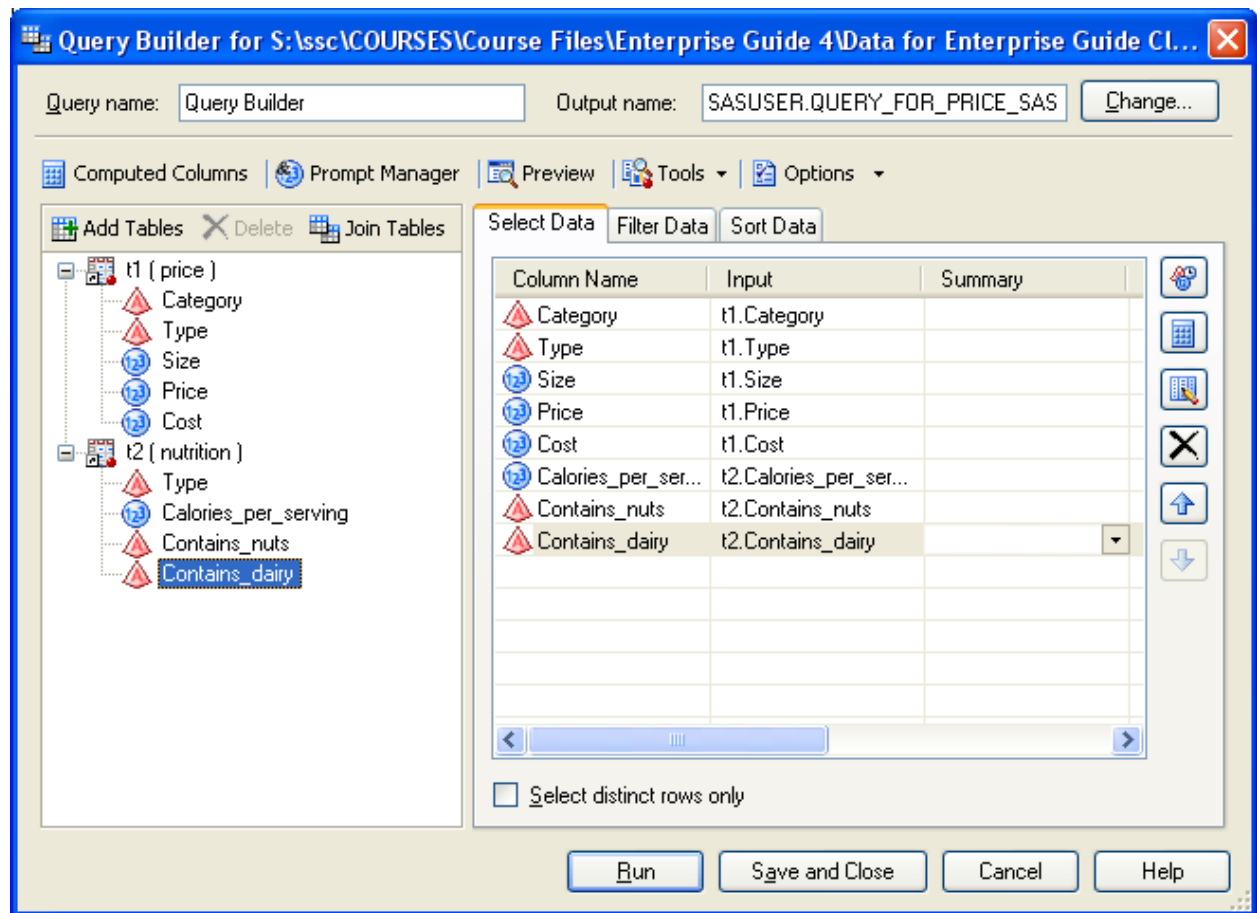 Query Builder for S:\ssc\COURSES\Course Files\Enterprise Guide 4\Data for Enterprise Guide Cl...
Query name: Query Builder Output name: SASUSER.QUERY_FOR_PRICE_SAS Change...
Computed Columns Prompt Manager Preview Tools Options
Add Tables Delete Join Tables
t1 ( price )
Category
Type
Size
Price
Cost
t2 ( nutrition )
Type
Calories_per_serving
Contains_nuts
Contains_dairy
Select Data Filter Data Sort Data
Column Name Input Summary
Category t1.Category
Type t1.Type
Size t1.Size
Price t1.Price
Cost t1.Cost
Calories_per_ser... t2.Calories_per_ser...
Contains_nuts t2.Contains_nuts
Contains_dairy t2.Contains_dairy
Select distinct rows only
Run Save and Close Cancel Help